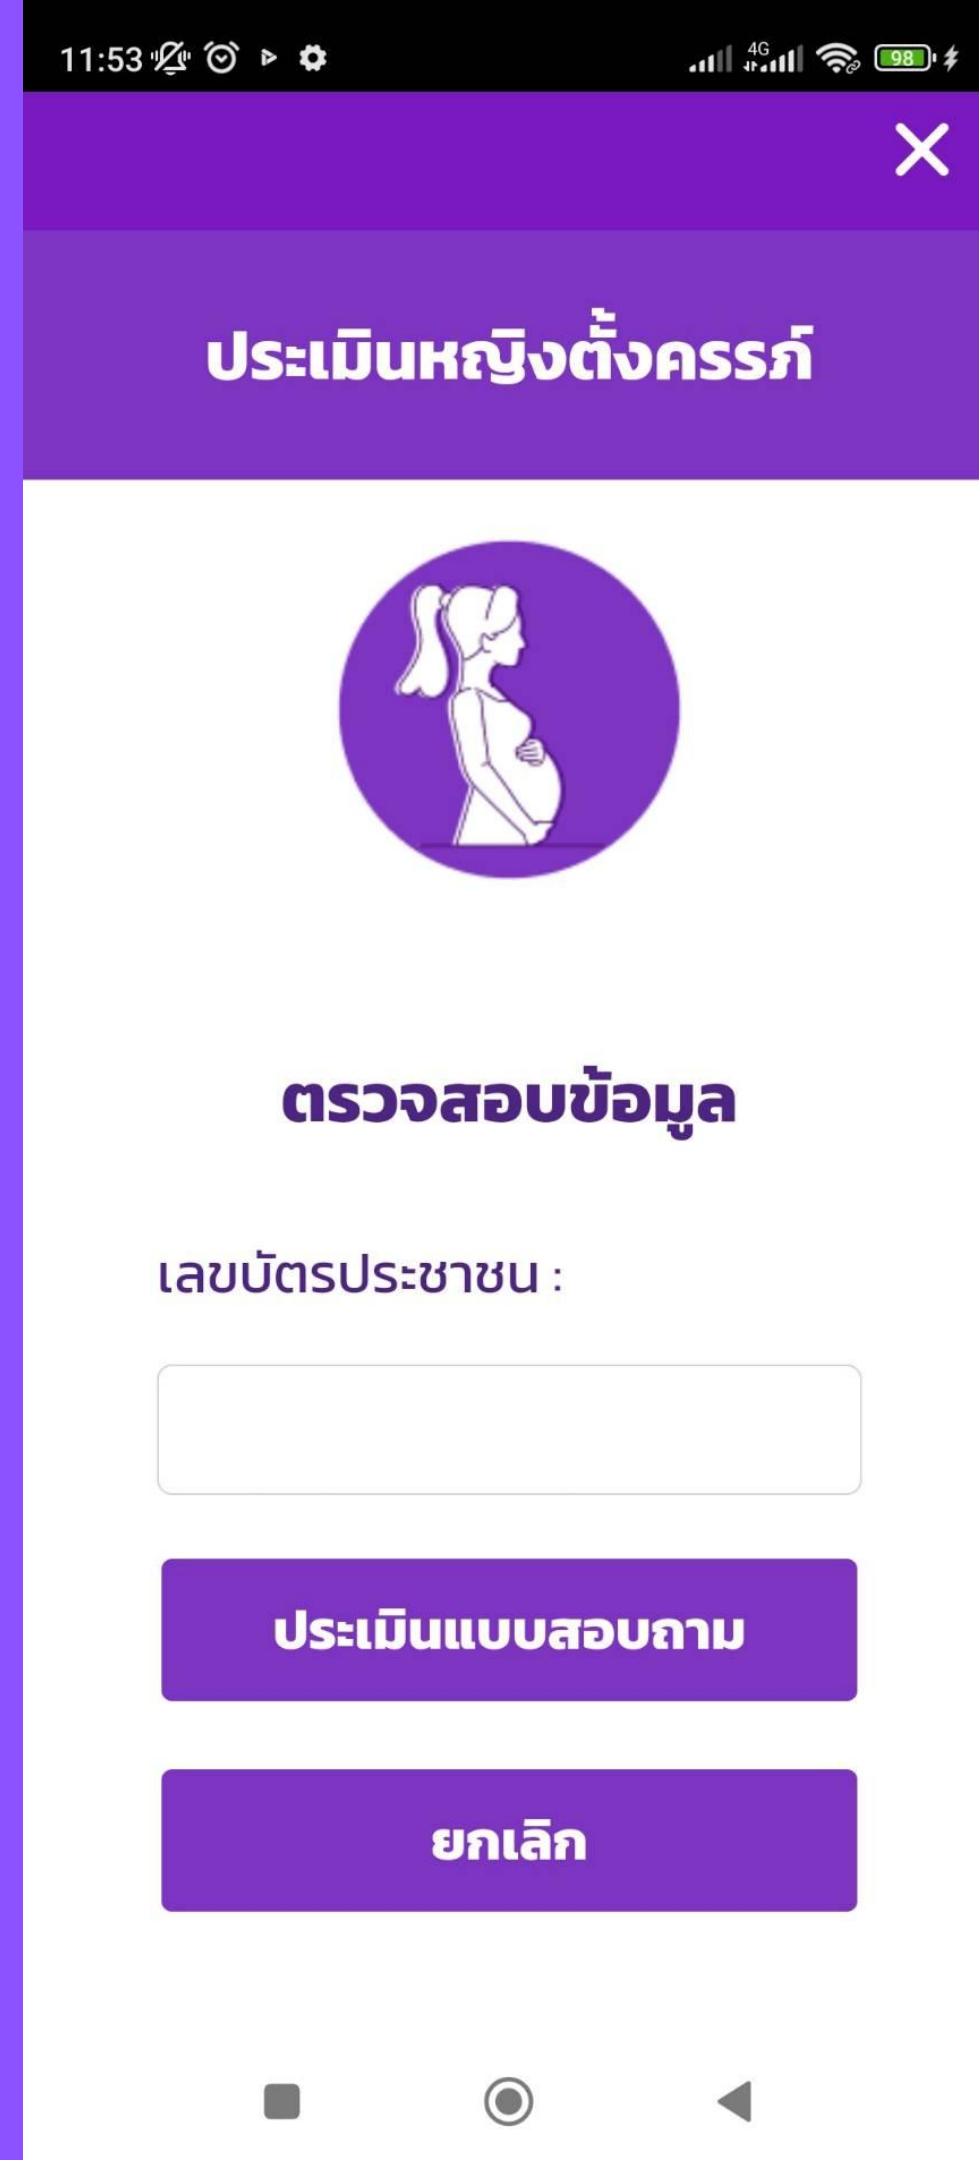 11:53
4G
98
ประเมินหญิงตั้งครรภ์
ตรวจสอบข้อมูล
เลขบัตรประชาชน :
ประเมินแบบสอบถาม
ยกเลิก